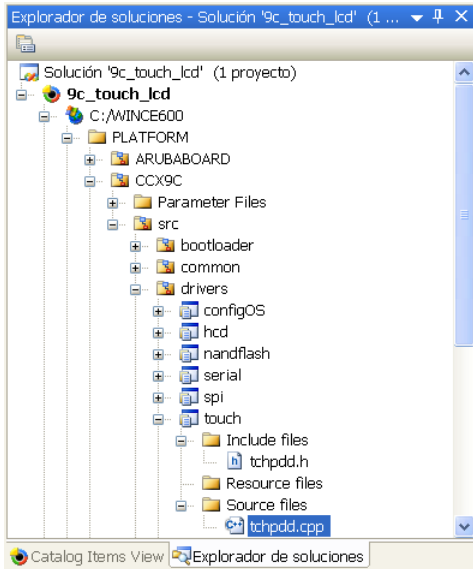 Explorador de soluciones - Solución '9c_touch_lcd' (1 ...
Solución '9c_touch_lcd' (1 proyecto)
9c_touch_lcd
C:/WINCE600
PLATFORM
ARUBABOARD
CCX9C
Parameter Files
src
bootloader
common
drivers
configOS
hcd
nandflash
serial
spi
touch
Include files
tchpdd.h
Resource files
Source files
tchpdd.cpp
Catalog Items View Explorador de soluciones